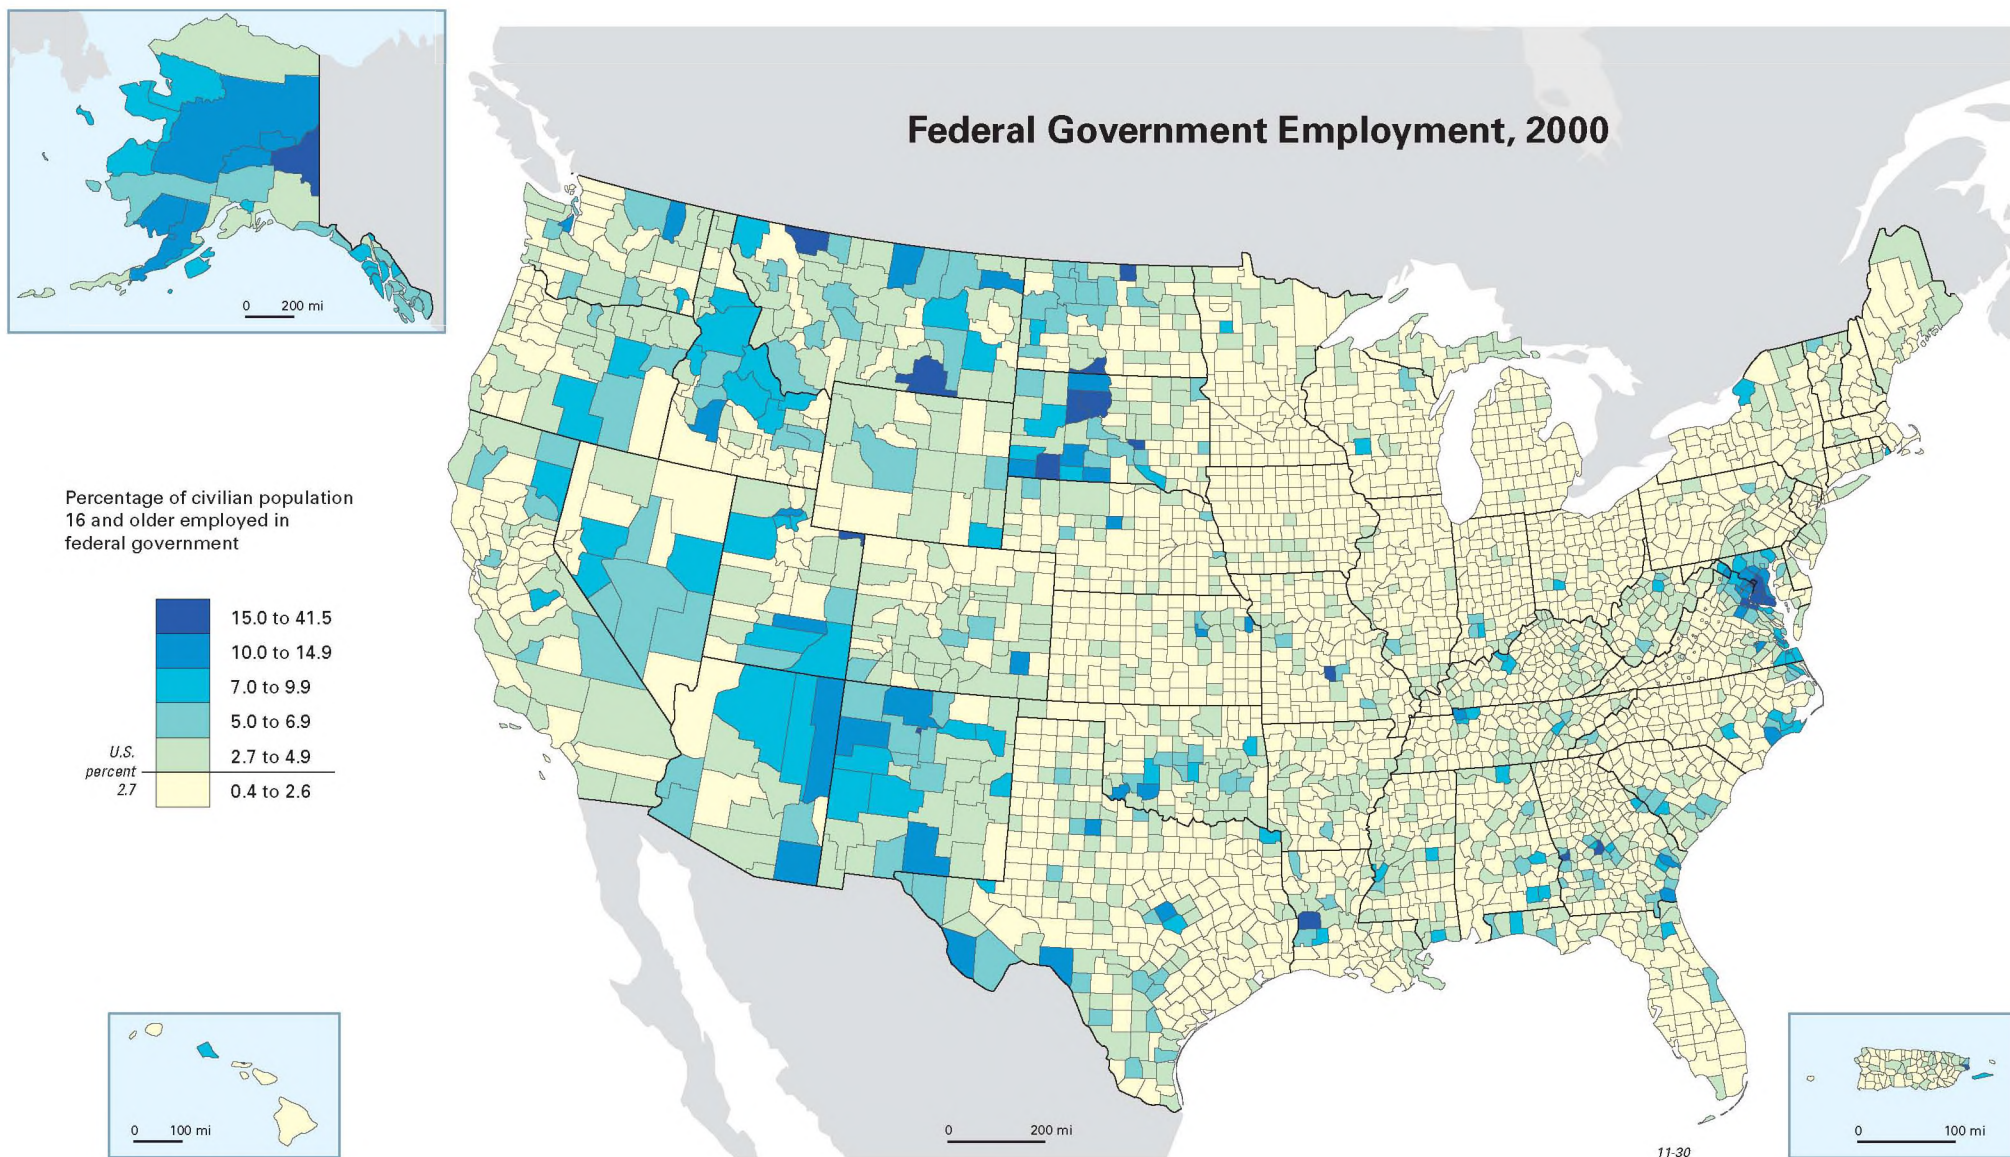 Federal Government Employment, 2000
0 200 mi
Percentage of civilian population
16 and older employed in
federal government
15.0 to 41.5
10.0 to 14.9
7.0 to 9.9
5.0 to 6.9
2.7 to 4.9
0.4 to 2.6
U.S.
percent
2.7
0 100 mi
0 200 mi
0 100 mi
11-30